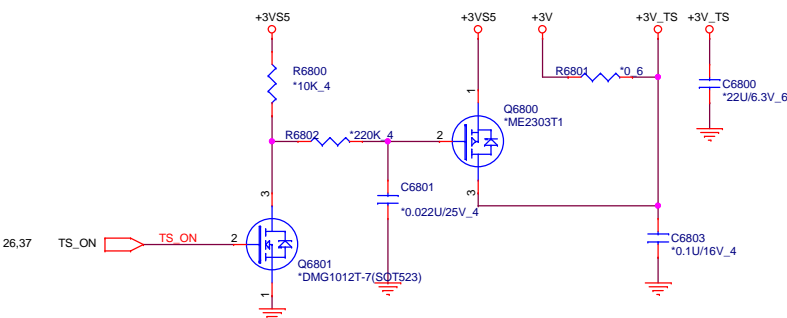 +3VS5
+3VS5
+3V
+3V_TS
+3V_TS
R6800
*10K_4
R6801
*0_6
C6800
*22U/6.3V_6
1
Q6800
*ME2303T1
R6802
*220K_4
2
3
C6801
*0.022U/25V_4
3
26,37
TS_ON
TS_ON
2
Q6801
*DMG1012T-7(SOT523)
1
C6803
*0.1U/16V_4